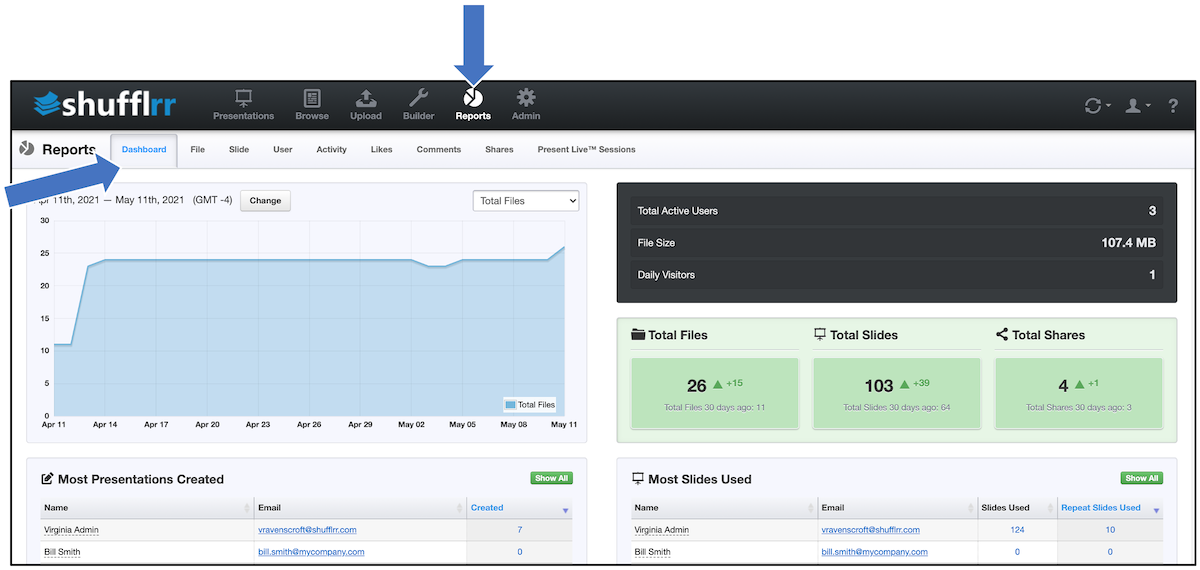 shufflrr
Presentations Browse Upload Builder Reports Admin ?
Reports Dashboard File Slide User Activity Likes Comments Shares Present Live™ Sessions
11th, 2021 — May 11th, 2021 (GMT -4) Change Total Files
30
25
20
15
10
5
0
Total Files
Apr 11 Apr 14 Apr 17 Apr 20 Apr 23 Apr 26 Apr 29 May 02 May 05 May 08 May 11
Total Active Users 3
File Size 107.4 MB
Daily Visitors 1
Total Files Total Slides Total Shares
26 +15 103 +39 4 +1
Total Files 30 days ago: 11 Total Slides 30 days ago: 64 Total Shares 30 days ago: 3
Most Presentations Created Show All
Name Email Created
Virginia Admin vravenscroft@shufflrr.com 7
Bill Smith bill.smith@mycompany.com 0
Most Slides Used Show All
Name Email Slides Used Repeat Slides Used
Virginia Admin vravenscroft@shufflrr.com 124 10
Bill Smith bill.smith@mycompany.com 0 0